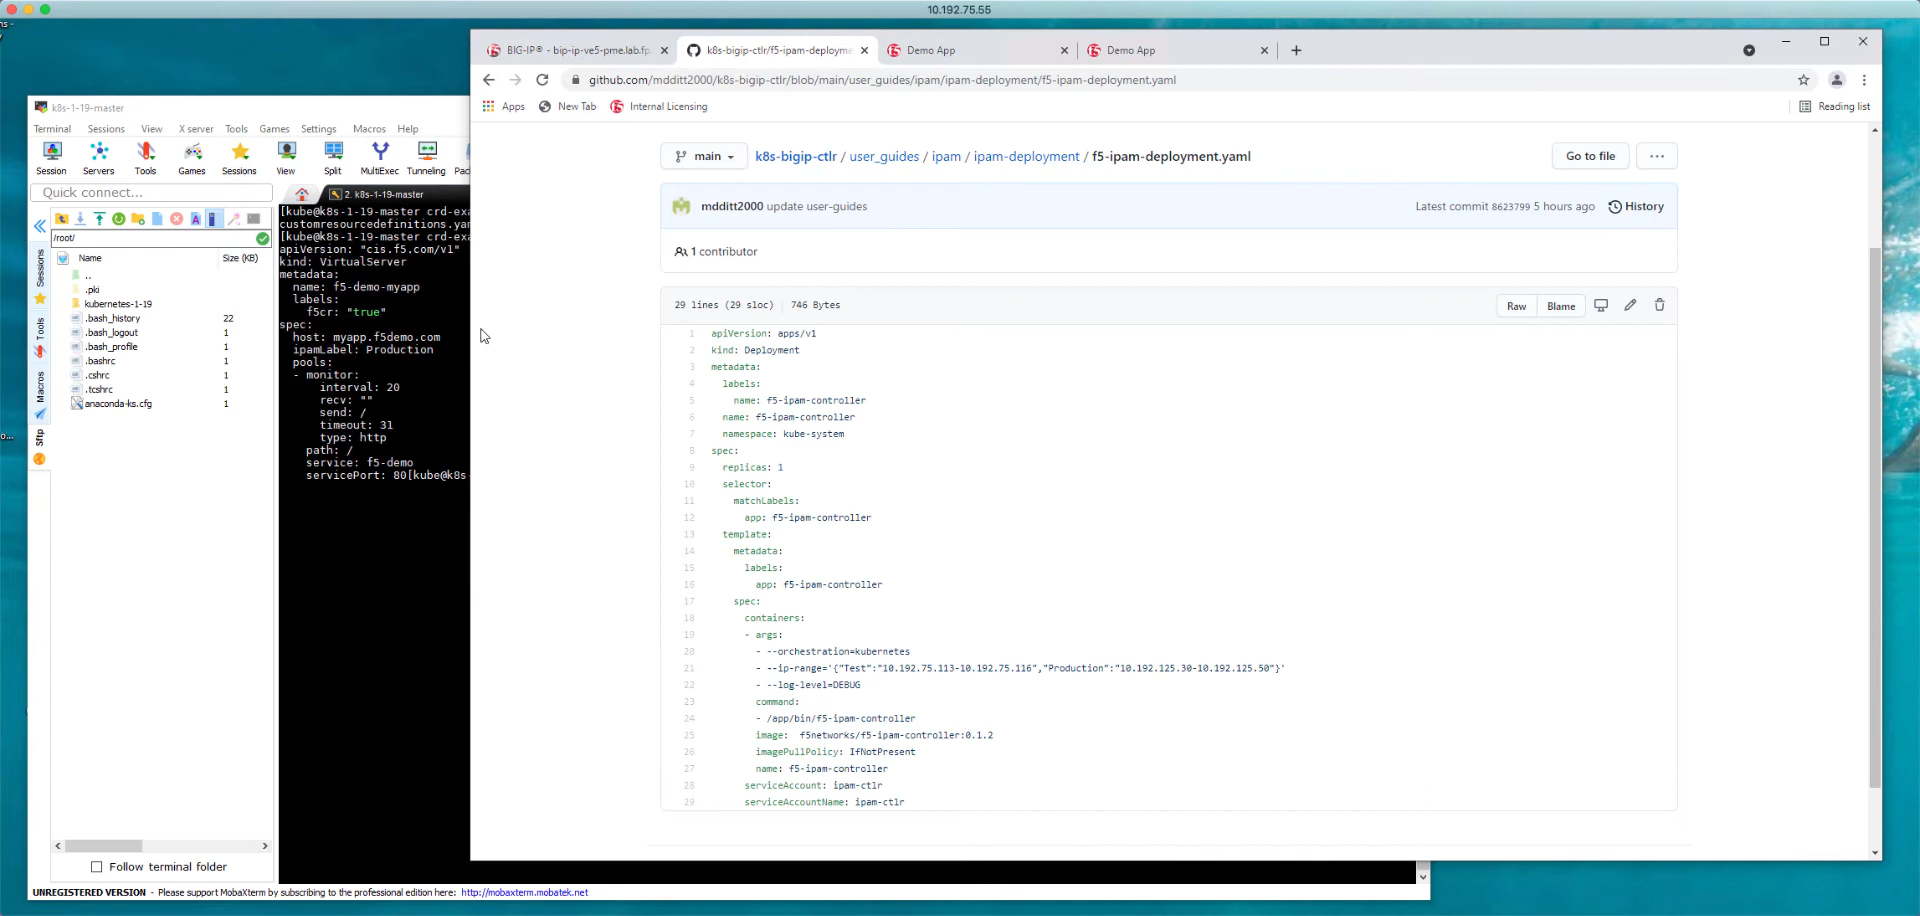 10.192.75.55
BIG-IP® - bip-ip-ve5-pme.lab.fp
k8s-bigip-ctlr/f5-ipam-deployme
Demo App
Demo App
github.com/mdditt2000/k8s-bigip-ctlr/blob/main/user_guides/ipam/ipam-deployment/f5-ipam-deployment.yaml
Apps
New Tab
Internal Licensing
Reading list
k8s-1-19-master
Terminal Sessions View X server Tools Games Settings Macros Help
Session Servers Tools Games Sessions View Split MultiExec Tunneling Pac
Quick connect...
2. k8s-1-19-master
/root/
Name
Size (KB)
..
.pki
kubernetes-1-19
.bash_history 22
.bash_logout 1
.bash_profile 1
.bashrc 1
.cshrc 1
.tcshrc 1
anaconda-ks.cfg 1
Sessions
Tools
Macros
Sftp
Follow terminal folder
[kube@k8s-1-19-master crd-exa
customresourcedefinitions.yam
[kube@k8s-1-19-master crd-exa
apiVersion: "cis.f5.com/v1"
kind: VirtualServer
metadata:
name: f5-demo-myapp
labels:
f5cr: "true"
spec:
host: myapp.f5demo.com
ipamLabel: Production
pools:
- monitor:
interval: 20
recv: ""
send: /
timeout: 31
type: http
path: /
service: f5-demo
servicePort: 80[kube@k8s-
main
k8s-bigip-ctlr / user_guides / ipam / ipam-deployment / f5-ipam-deployment.yaml
Go to file
...
mdditt2000 update user-guides
Latest commit 8623799 5 hours ago
History
1 contributor
29 lines (29 sloc) 746 Bytes
Raw
Blame
1 apiVersion: apps/v1
2 kind: Deployment
3 metadata:
4 labels:
5 name: f5-ipam-controller
6 name: f5-ipam-controller
7 namespace: kube-system
8 spec:
9 replicas: 1
10 selector:
11 matchLabels:
12 app: f5-ipam-controller
13 template:
14 metadata:
15 labels:
16 app: f5-ipam-controller
17 spec:
18 containers:
19 - args:
20 - --orchestration=kubernetes
21 - --ip-range='{"Test":"10.192.75.113-10.192.75.116","Production":"10.192.125.30-10.192.125.50"}'
22 - --log-level=DEBUG
23 command:
24 - /app/bin/f5-ipam-controller
25 image: f5networks/f5-ipam-controller:0.1.2
26 imagePullPolicy: IfNotPresent
27 name: f5-ipam-controller
28 serviceAccount: ipam-ctlr
29 serviceAccountName: ipam-ctlr
UNREGISTERED VERSION - Please support MobaXterm by subscribing to the professional edition here: http://mobaxterm.mobatek.net